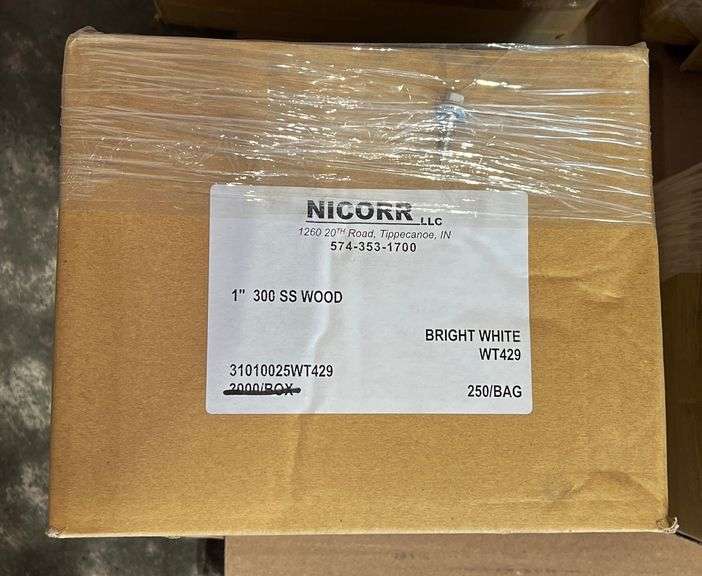 NICORR LLC
1260 20TH Road, Tippecanoe, IN
574-353-1700
1" 300 SS WOOD
BRIGHT WHITE
WT429
31010025WT429
2000/BOX 250/BAG